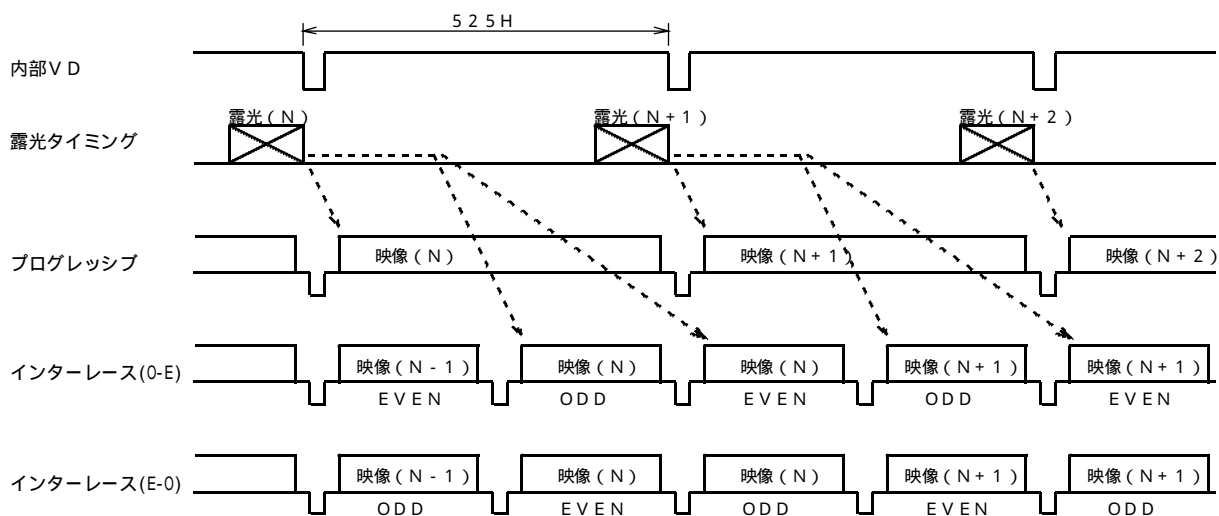 525H
内部VD
露光(N)
露光(N+1)
露光(N+2)
露光タイミング
プログレッシブ
映像(N)
映像(N+1)
映像(N+2)
インターレース(O-E)
映像(N-1)
映像(N)
映像(N)
映像(N+1)
映像(N+1)
EVEN
ODD
EVEN
ODD
EVEN
インターレース(E-O)
映像(N-1)
映像(N)
映像(N)
映像(N+1)
映像(N+1)
ODD
EVEN
ODD
EVEN
ODD